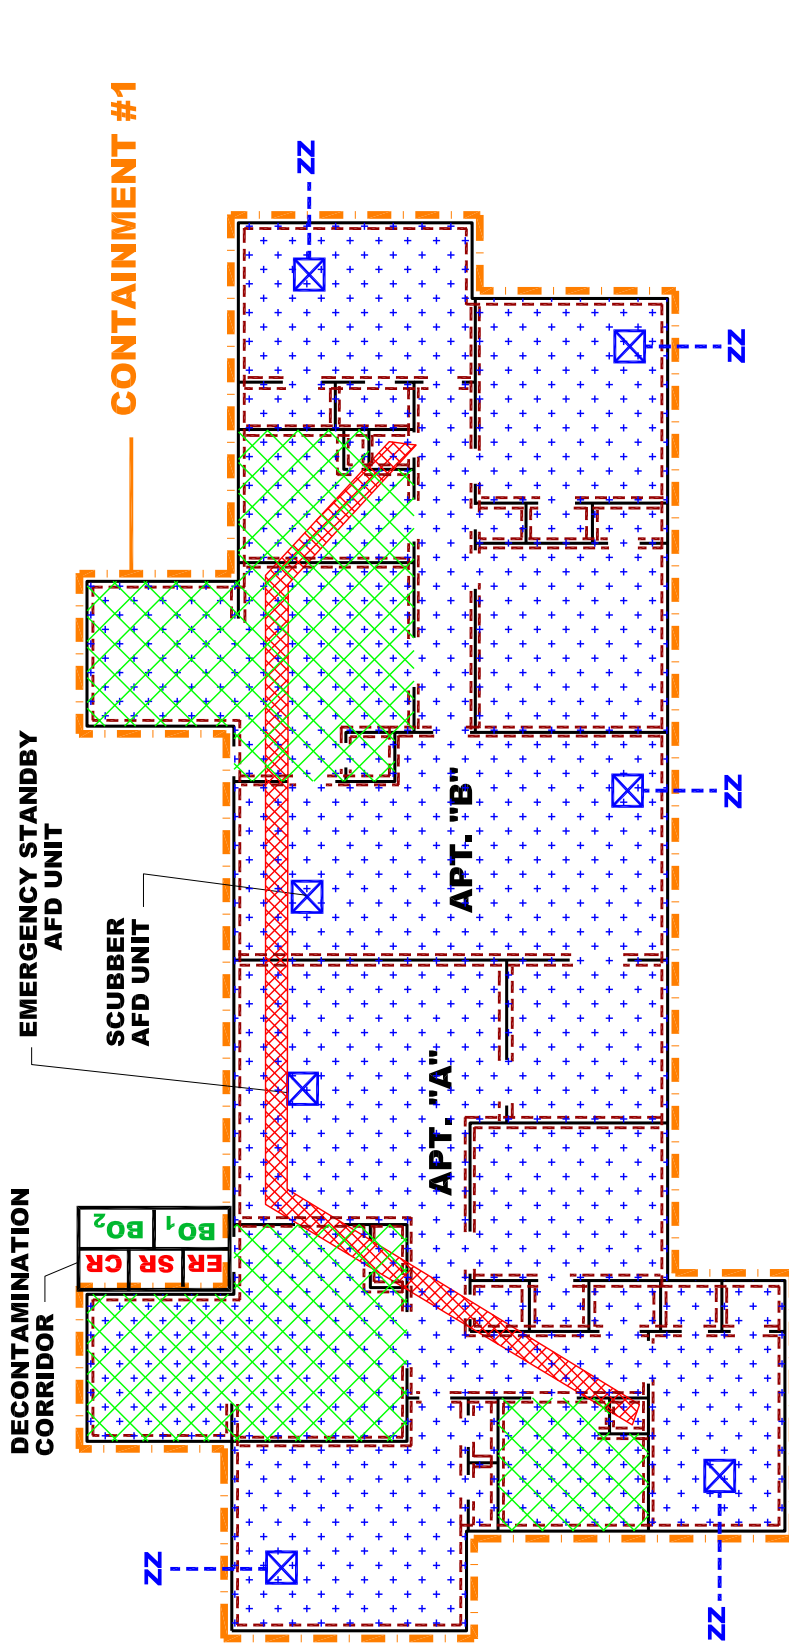 CONTAINMENT #1
ZZ
ZZ
EMERGENCY STANDBY
AFD UNIT
SCUBBER
AFD UNIT
ZZ
APT. "B"
APT. "A"
DECONTAMINATION
CORRIDOR
BO2
BO1
CR
SR
ER
ZZ
ZZ